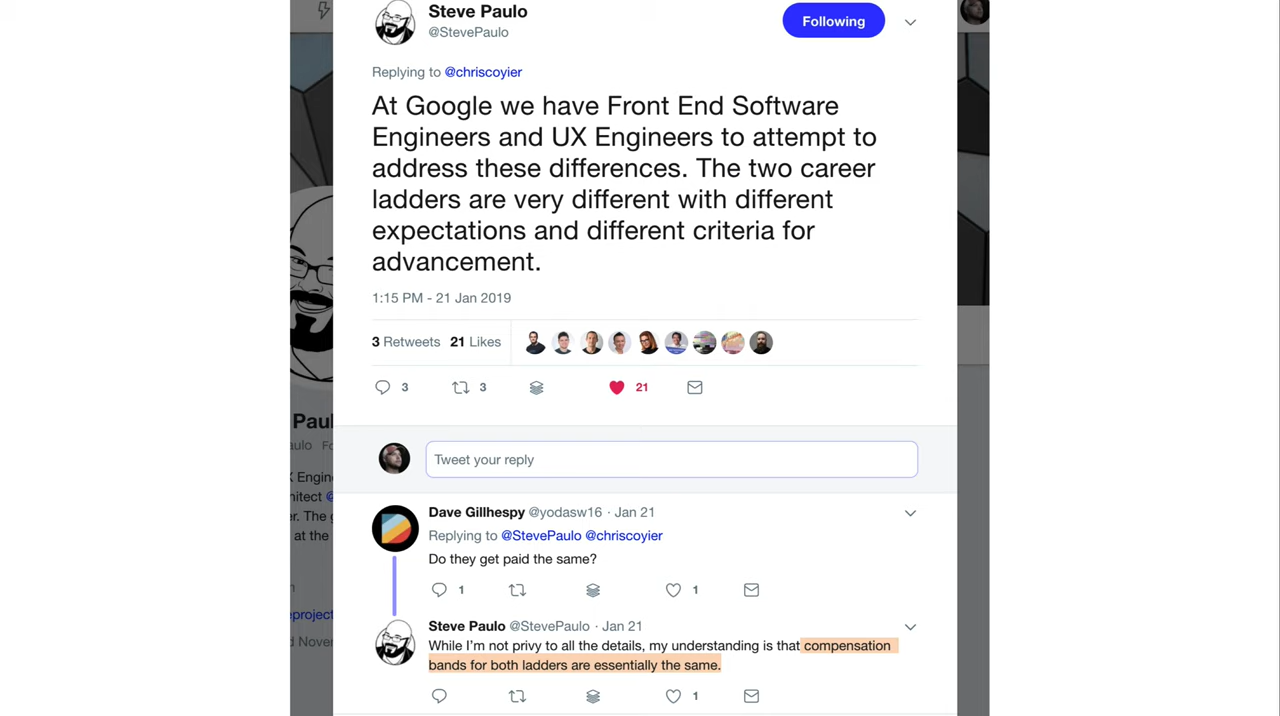 Steve Paulo
@StevePaulo
Following
Replying to @chriscoyier
At Google we have Front End Software
Engineers and UX Engineers to attempt to
address these differences. The two career
ladders are very different with different
expectations and different criteria for
advancement.
1:15 PM - 21 Jan 2019
3 Retweets 21 Likes
3 3 21
Tweet your reply
Dave Gillhespy @yodasw16 · Jan 21
Replying to @StevePaulo @chriscoyier
Do they get paid the same?
1 1
Steve Paulo @StevePaulo · Jan 21
While I'm not privy to all the details, my understanding is that compensation
bands for both ladders are essentially the same.
1